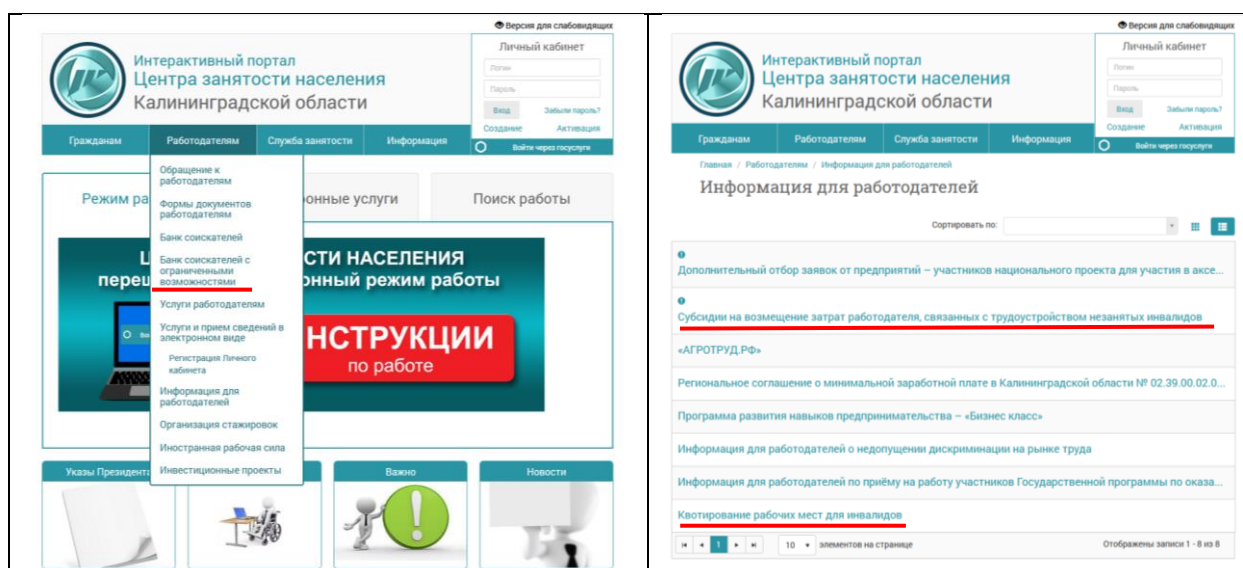 Версия для слабовидящих
Интерактивный портал
Центра занятости населения
Калининградской области
Личный кабинет
Логин
Пароль
Вход Забыли пароль?
Создание Активация
Войти через госуслуги
Гражданам Работодателям Служба занятости Информация
Обращение к
работодателям
Формы документов
работодателям
Банк соискателей
Банк соискателей с
ограниченными
возможностями
Услуги работодателям
Услуги и прием сведений в
электронном виде
Регистрация Личного
кабинета
Информация для
работодателей
Организация стажировок
Иностранная рабочая сила
Инвестиционные проекты
Режим ра
онные услуги
Поиск работы
Ц
СТИ НАСЕЛЕНИЯ
переш
онный режим работы
НСТРУКЦИИ
по работе
Указы Президент
Важно
Новости
Версия для слабовидящих
Интерактивный портал
Центра занятости населения
Калининградской области
Личный кабинет
Логин
Пароль
Вход Забыли пароль?
Создание Активация
Войти через госуслуги
Гражданам Работодателям Служба занятости Информация
Главная / Работодателям / Информация для работодателей
Информация для работодателей
Сортировать по:
Дополнительный отбор заявок от предприятий – участников национального проекта для участия в аксе...
Субсидии на возмещение затрат работодателя, связанных с трудоустройством незанятых инвалидов
«АГРОТРУД.РФ»
Региональное соглашение о минимальной заработной плате в Калининградской области № 02.39.00.02.0...
Программа развития навыков предпринимательства – «Бизнес класс»
Информация для работодателей о недопущении дискриминации на рынке труда
Информация для работодателей по приёму на работу участников Государственной программы по оказа...
Квотирование рабочих мест для инвалидов
1 10 элементов на странице Отображены записи 1 - 8 из 8